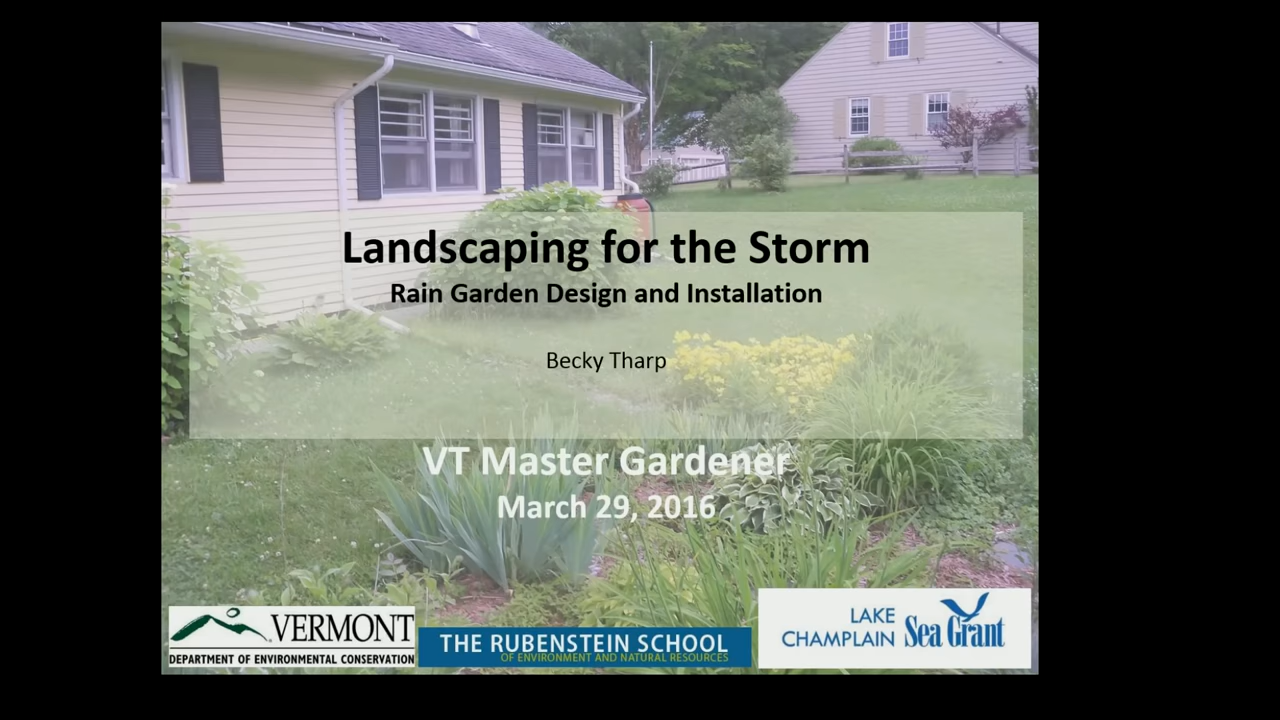 Landscaping for the Storm
Rain Garden Design and Installation
Becky Tharp
VT Master Gardener
March 29, 2016
VERMONT
DEPARTMENT OF ENVIRONMENTAL CONSERVATION
THE RUBENSTEIN SCHOOL
OF ENVIRONMENT AND NATURAL RESOURCES
LAKE
CHAMPLAIN
Sea Grant